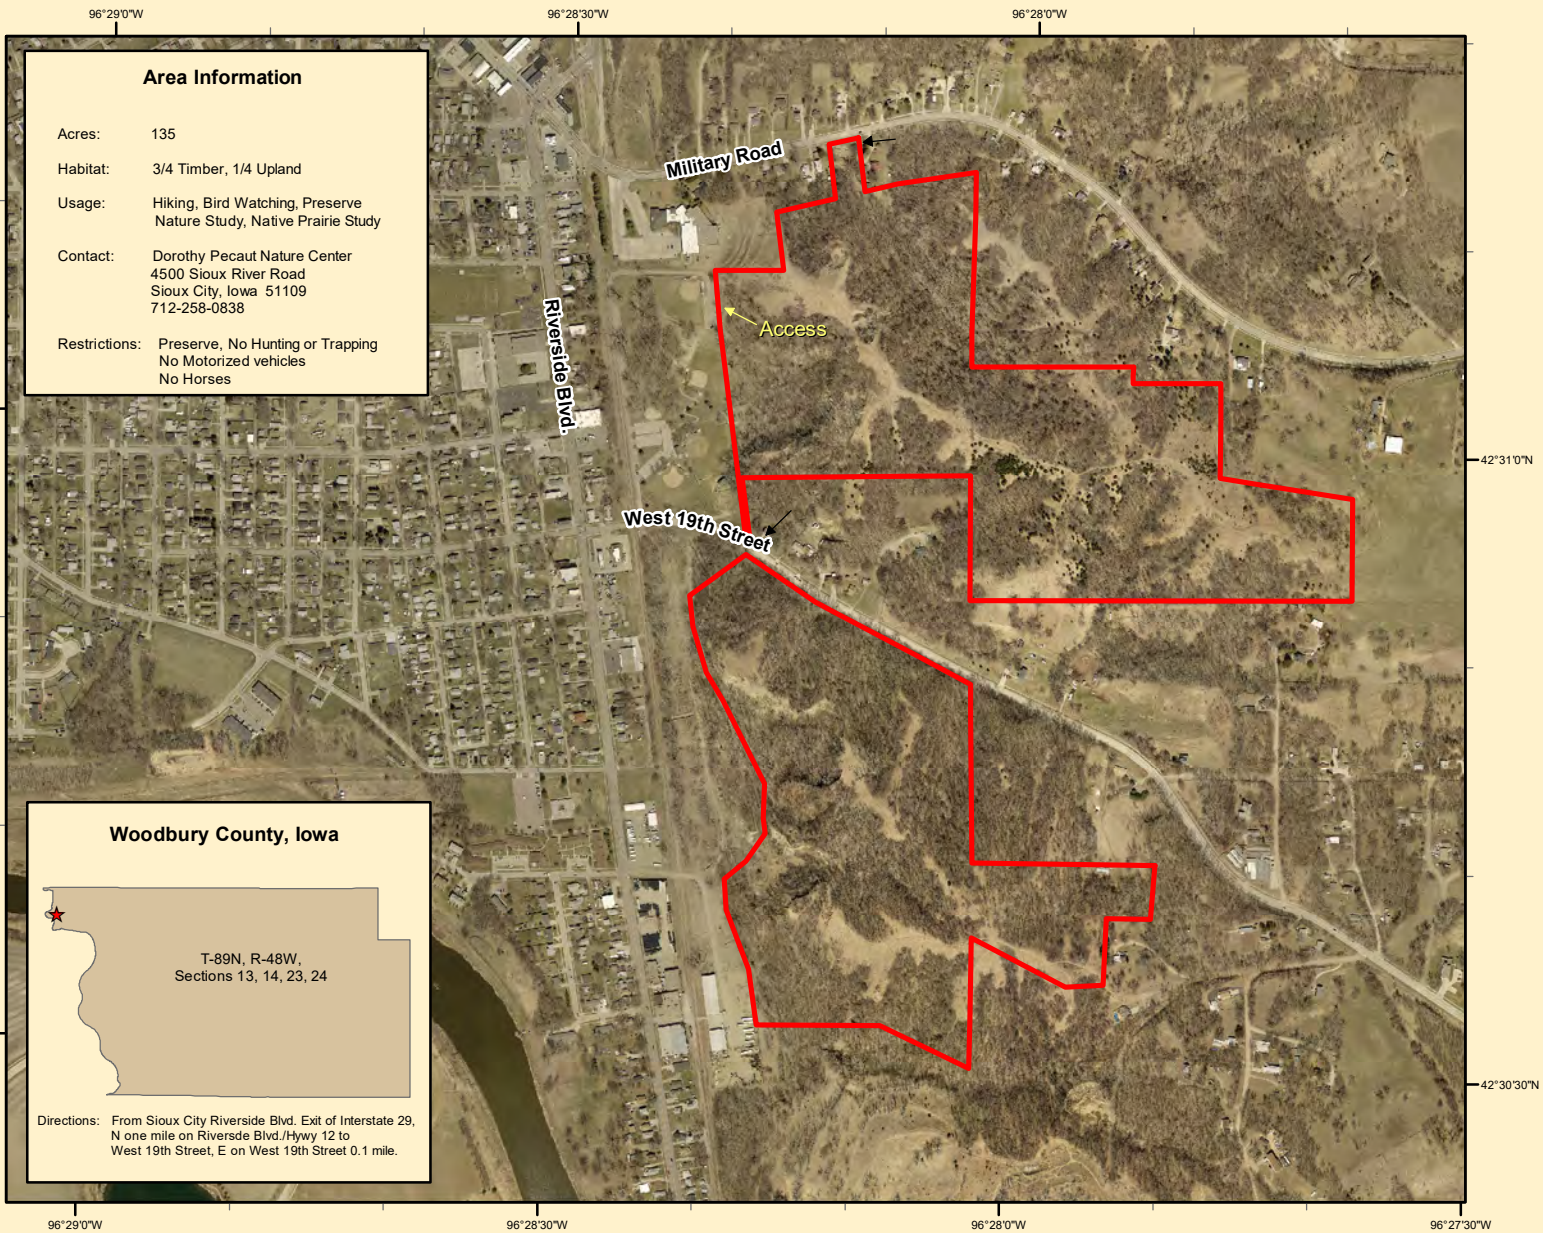 96°29'0"W
96°28'30"W
96°28'0"W
Area Information
Acres: 135
Habitat: 3/4 Timber, 1/4 Upland
Usage: Hiking, Bird Watching, Preserve
Nature Study, Native Prairie Study
Contact: Dorothy Pecaut Nature Center
4500 Sioux River Road
Sioux City, Iowa 51109
712-258-0838
Restrictions: Preserve, No Hunting or Trapping
No Motorized vehicles
No Horses
Military Road
Access
Riverside Blvd.
42°31'0"N
West 19th Street
Woodbury County, Iowa
T-89N, R-48W,
Sections 13, 14, 23, 24
Directions: From Sioux City Riverside Blvd. Exit of Interstate 29,
N one mile on Riversde Blvd./Hywy 12 to
West 19th Street, E on West 19th Street 0.1 mile.
42°30'30"N
96°29'0"W
96°28'30"W
96°28'0"W
96°27'30"W